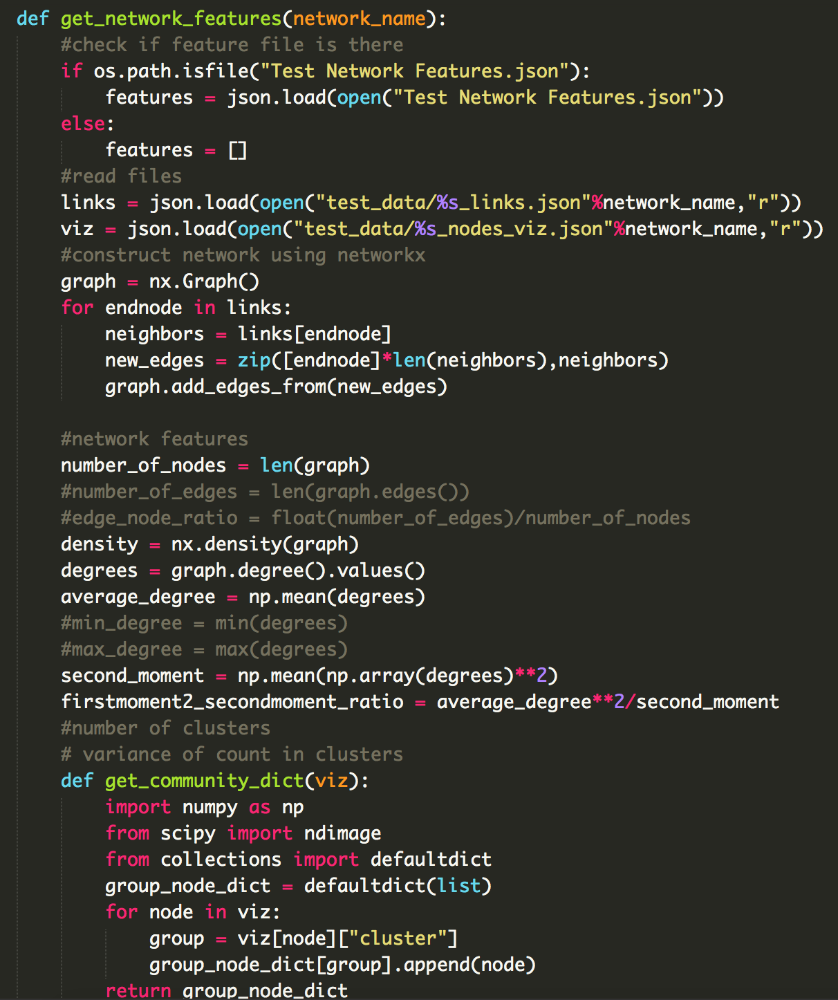 def get_network_features(network_name):
    #check if feature file is there
    if os.path.isfile("Test Network Features.json"):
        features = json.load(open("Test Network Features.json"))
    else:
        features = []
    #read files
    links = json.load(open("test_data/%s_links.json"%network_name,"r"))
    viz = json.load(open("test_data/%s_nodes_viz.json"%network_name,"r"))
    #construct network using networkx
    graph = nx.Graph()
    for endnode in links:
        neighbors = links[endnode]
        new_edges = zip([endnode]*len(neighbors),neighbors)
        graph.add_edges_from(new_edges)

    #network features
    number_of_nodes = len(graph)
    #number_of_edges = len(graph.edges())
    #edge_node_ratio = float(number_of_edges)/number_of_nodes
    density = nx.density(graph)
    degrees = graph.degree().values()
    average_degree = np.mean(degrees)
    #min_degree = min(degrees)
    #max_degree = max(degrees)
    second_moment = np.mean(np.array(degrees)**2)
    firstmoment2_secondmoment_ratio = average_degree**2/second_moment
    #number of clusters
    # variance of count in clusters
    def get_community_dict(viz):
        import numpy as np
        from scipy import ndimage
        from collections import defaultdict
        group_node_dict = defaultdict(list)
        for node in viz:
            group = viz[node]["cluster"]
            group_node_dict[group].append(node)
        return group_node_dict